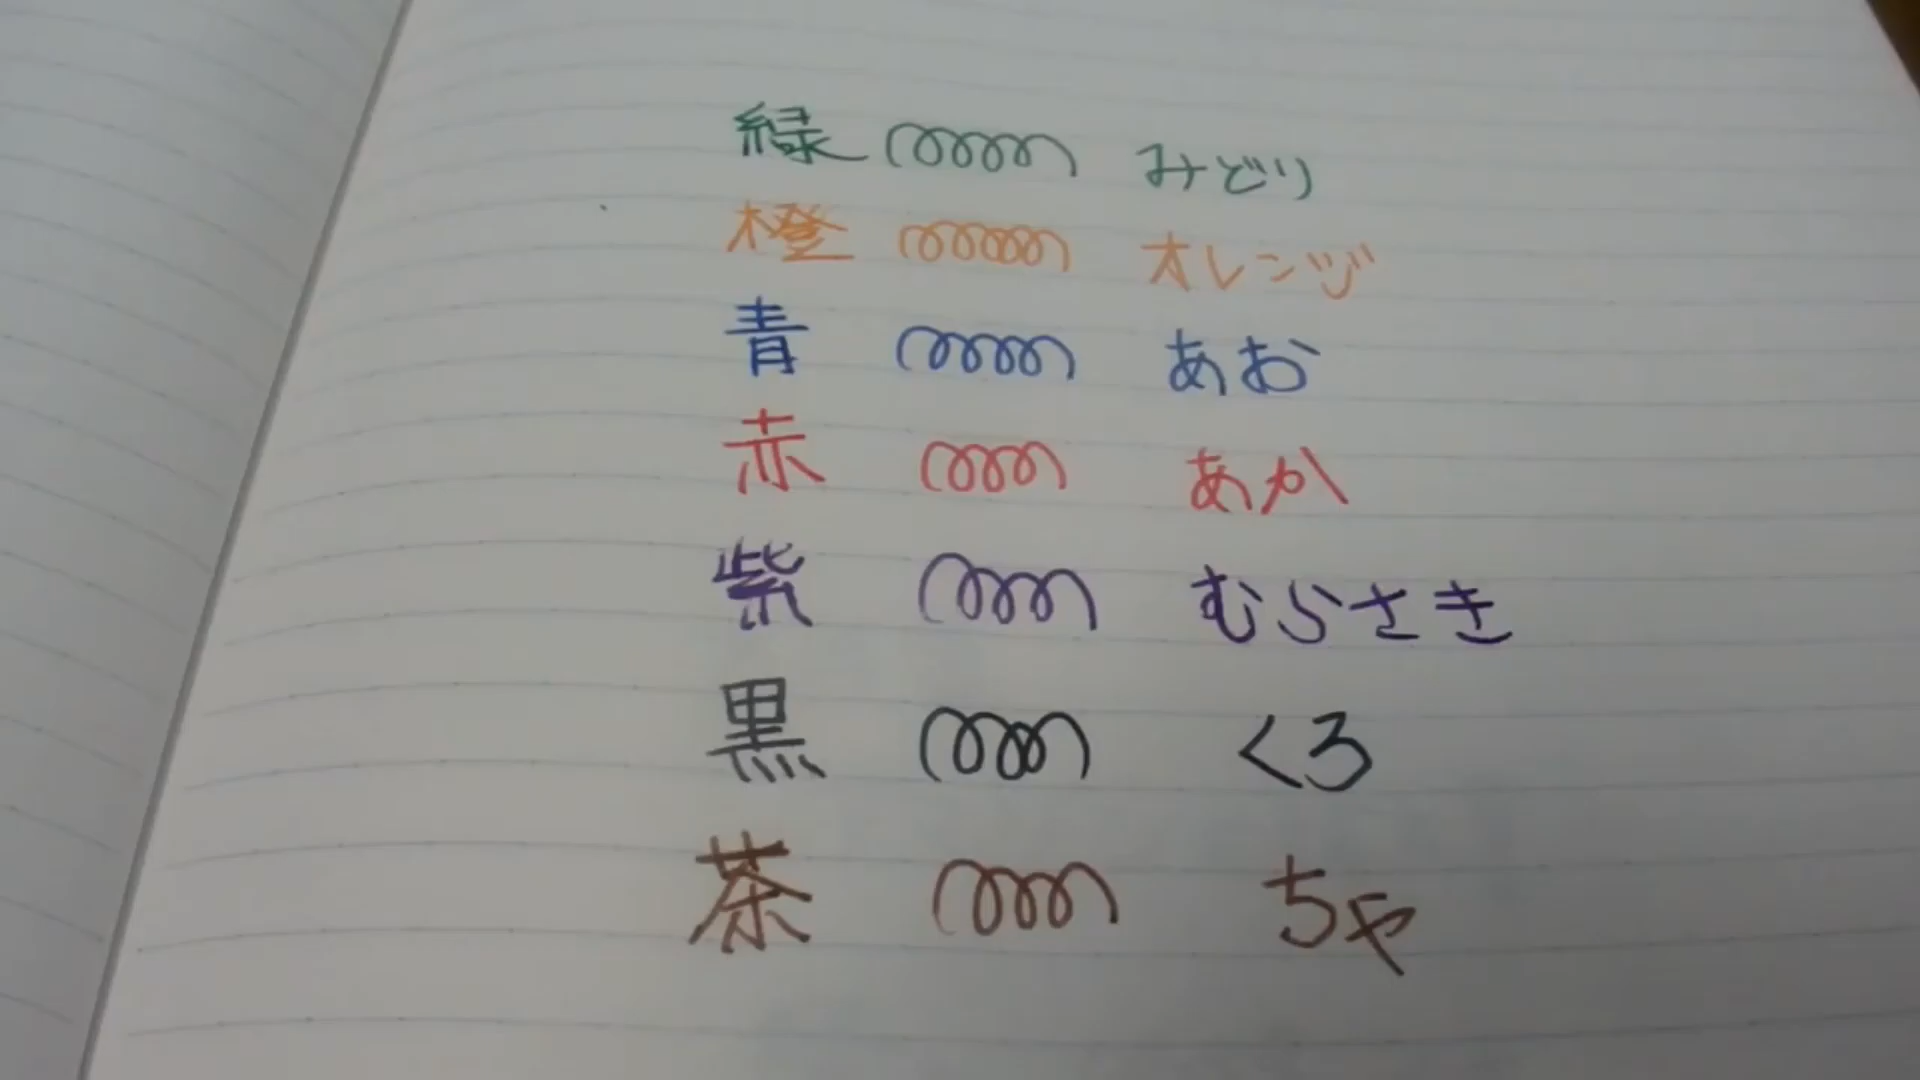 緑 みどり
橙 オレンジ
青 あお
赤 あか
紫 むらさき
黒 くろ
茶 ちゃ